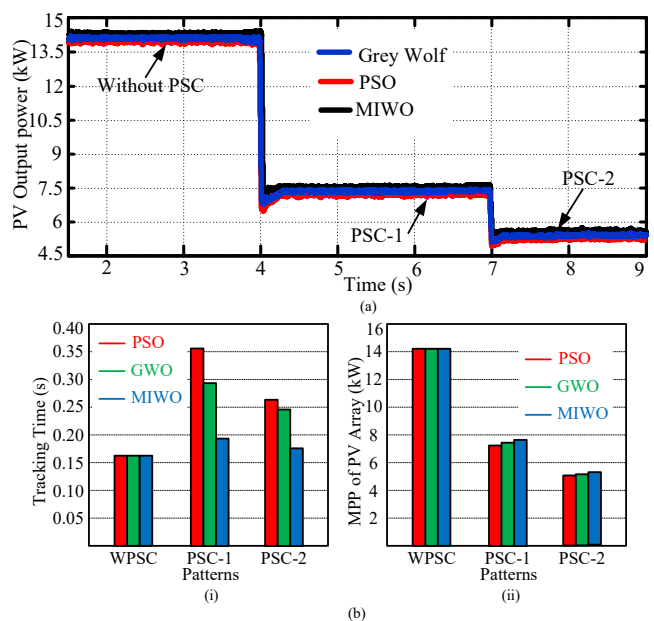 PV Output power (kW)
15
13.5
12
10.5
9
7.5
6
4.5
Without PSC
Grey Wolf
PSO
MIWO
PSC-1
PSC-2
2
3
4
5
6
7
8
9
Time (s)
(a)
Tracking Time (s)
0.40
0.35
0.30
0.25
0.20
0.15
0.10
0.05
PSO
GWO
MIWO
WPSC
PSC-1
PSC-2
Patterns
(i)
MPP of PV Array (kW)
16
14
12
10
8
6
4
2
PSO
GWO
MIWO
WPSC
PSC-1
PSC-2
Patterns
(ii)
(b)